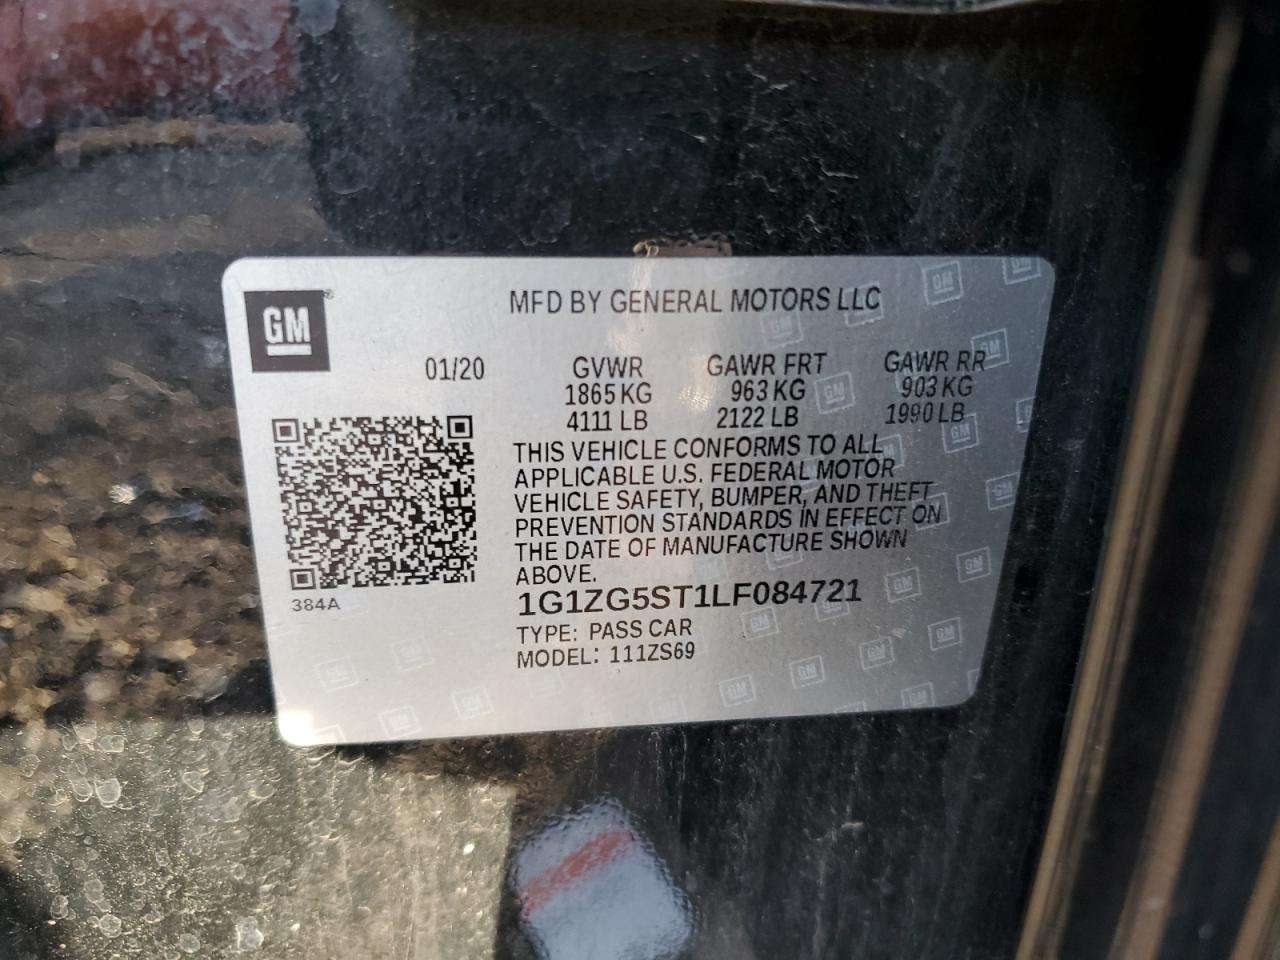 GM
MFD BY GENERAL MOTORS LLC
01/20 GVWR GAWR FRT GAWR RR
1865 KG 963 KG 903 KG
4111 LB 2122 LB 1990 LB
THIS VEHICLE CONFORMS TO ALL
APPLICABLE U.S. FEDERAL MOTOR
VEHICLE SAFETY, BUMPER, AND THEFT
PREVENTION STANDARDS IN EFFECT ON
THE DATE OF MANUFACTURE SHOWN
ABOVE.
384A
1G1ZG5ST1LF084721
TYPE: PASS CAR
MODEL: 111ZS69